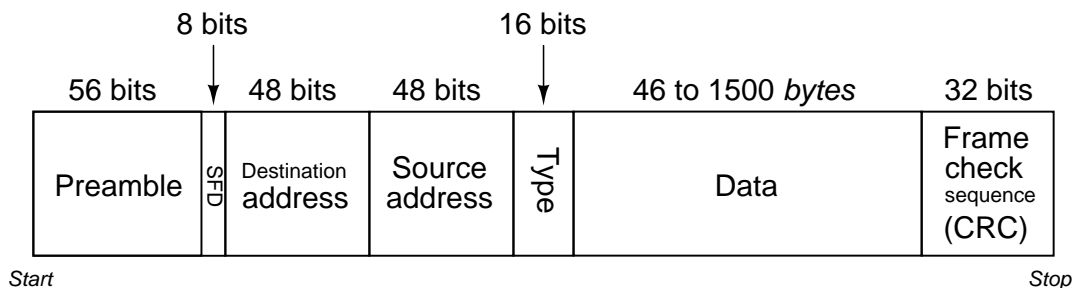 8 bits
16 bits
56 bits
48 bits
48 bits
46 to 1500 bytes
32 bits
Preamble
SFD
Destination
address
Source
address
Type
Data
Frame
check
sequence
(CRC)
Start
Stop